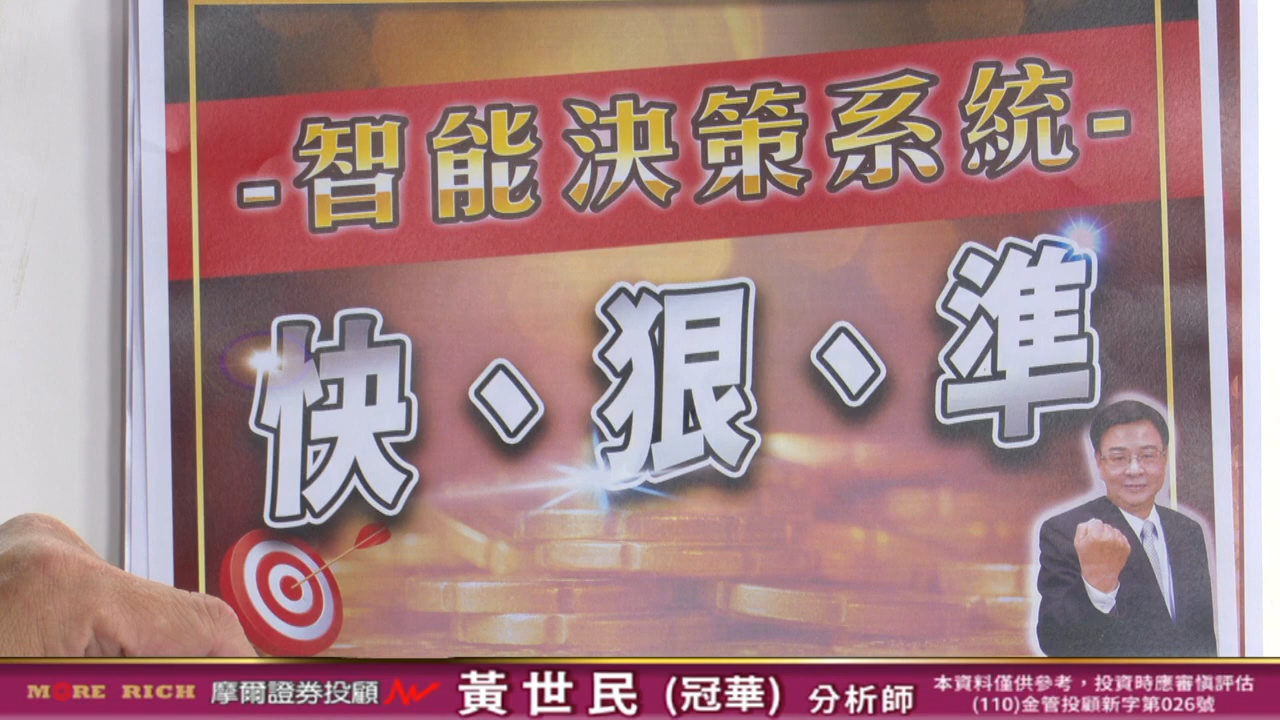 -智能決策系統-
快、狠、準
MORE RICH 摩爾證券投顧 黃世民(冠華) 分析師
本資料僅供參考，投資時應審慎評估
(110)金管投顧新字第026號